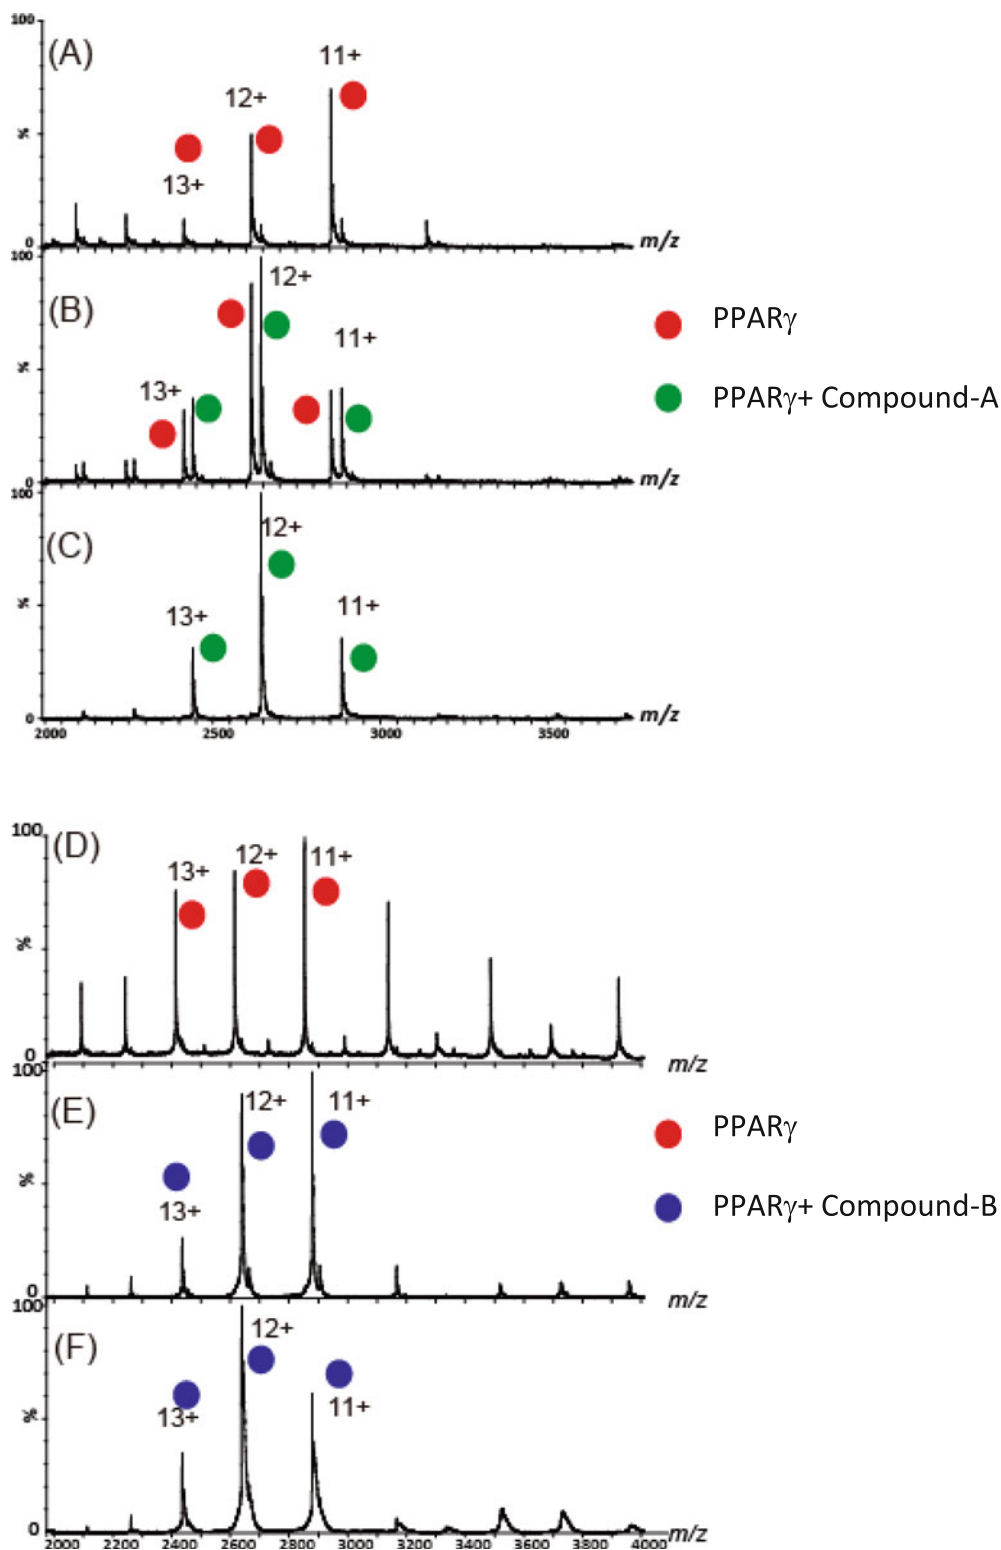 100
(A)
11+
12+
%
13+
0
m/z
100
12+
(B)
PPARγ
11+
%
13+
PPARγ+ Compound-A
0
m/z
100
12+
(C)
%
11+
13+
0
m/z
2000 2500 3000 3500
100
(D)
13+ 12+ 11+
%
0
m/z
100
12+ 11+
(E)
PPARγ
%
13+
PPARγ+ Compound-B
0
m/z
100
12+
(F)
%
13+ 11+
0
m/z
2000 2200 2400 2600 2800 3000 3200 3400 3600 3800 4000